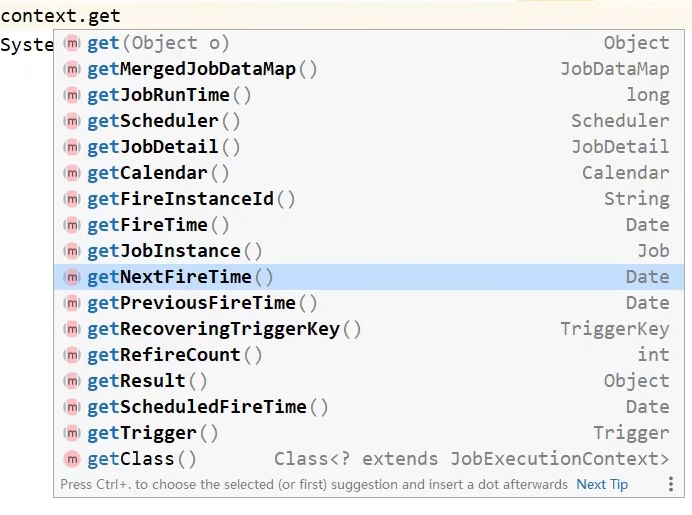 context.get
Syste
m get(Object o) Object
m getMergedJobDataMap() JobDataMap
m getJobRunTime() long
m getScheduler() Scheduler
m getJobDetail() JobDetail
m getCalendar() Calendar
m getFireInstanceId() String
m getFireTime() Date
m getJobInstance() Job
m getNextFireTime() Date
m getPreviousFireTime() Date
m getRecoveringTriggerKey() TriggerKey
m getRefireCount() int
m getResult() Object
m getScheduledFireTime() Date
m getTrigger() Trigger
m getClass() Class<? extends JobExecutionContext>
Press Ctrl+. to choose the selected (or first) suggestion and insert a dot afterwards Next Tip